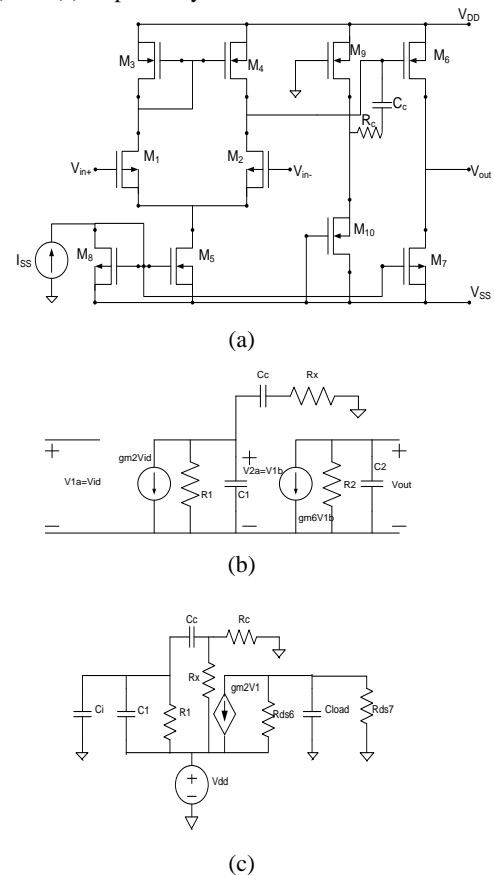 V_DD
M_3
M_4
M_9
M_6
C_c
R_c
V_in+
M_1
M_2
V_in-
V_out
I_SS
M_8
M_5
M_10
M_7
V_SS
(a)
Cc
Rx
gm2Vid
V1a=Vid
R1
V2a=V1b
C1
gm6V1b
R2
C2
Vout
(b)
Cc
Rc
Rx
gm2V1
Ci
C1
R1
Rds6
Cload
Rds7
Vdd
(c)